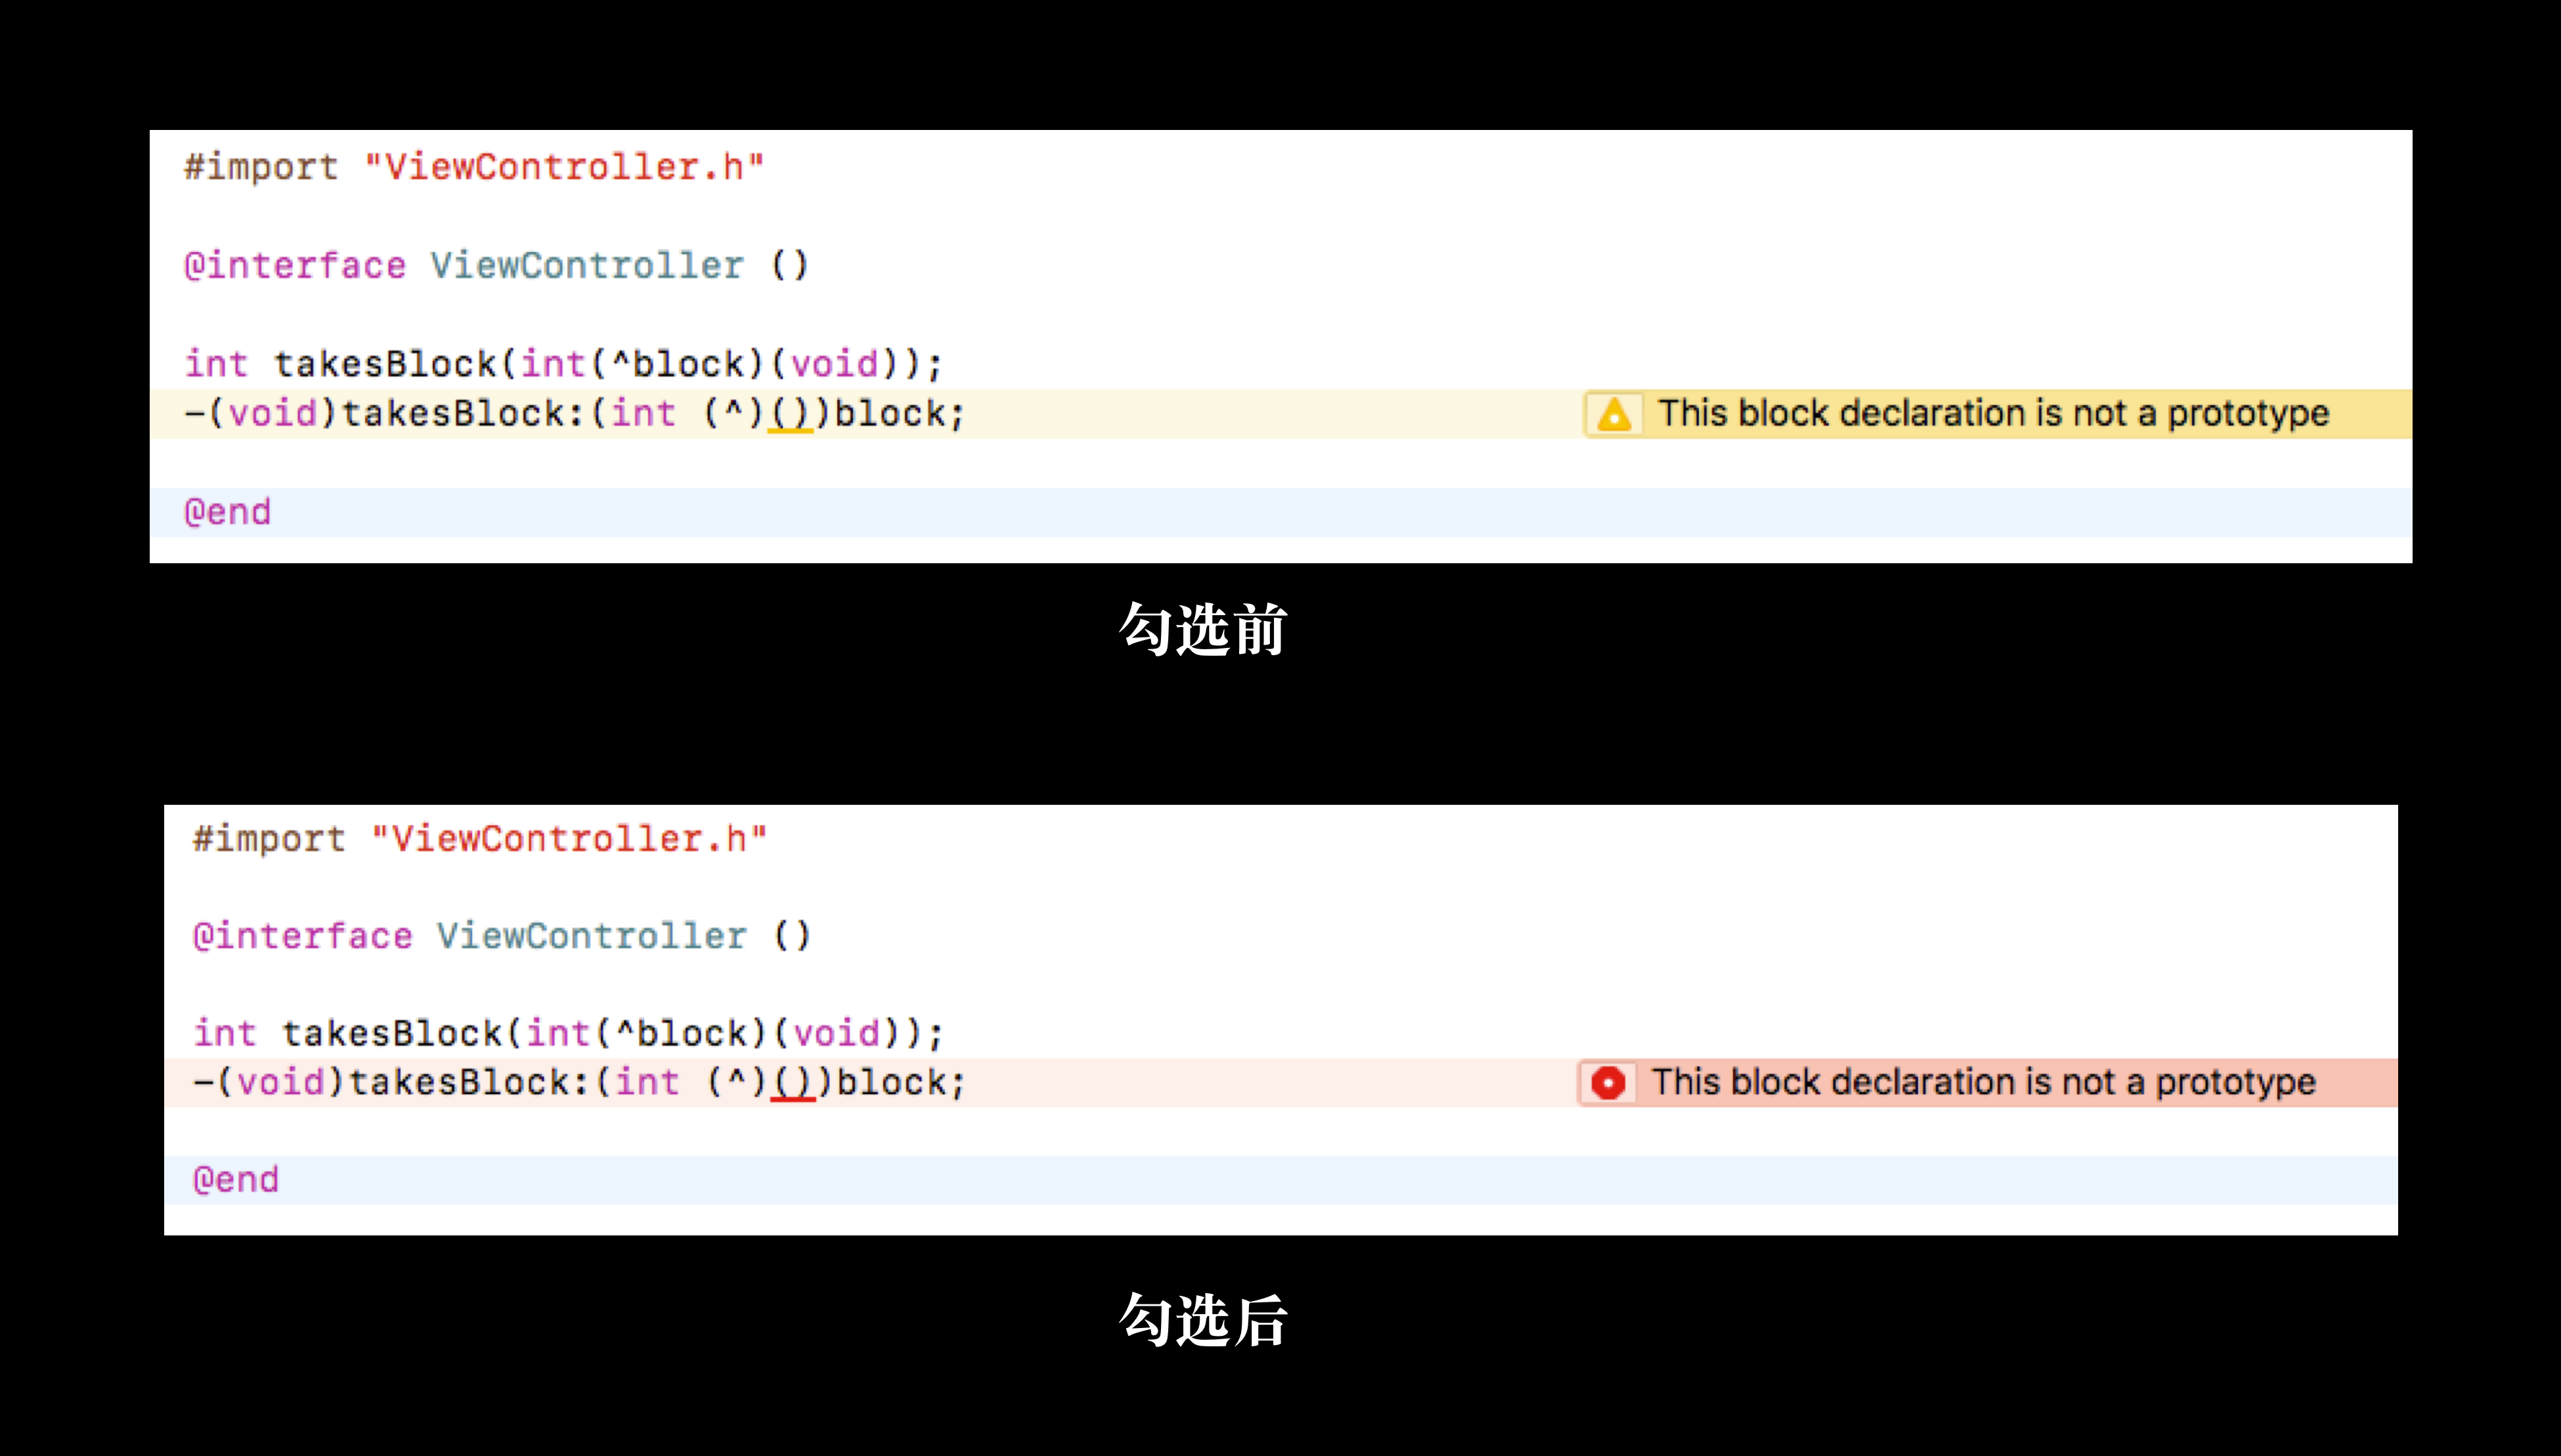 #import "ViewController.h"
@interface ViewController ()
int takesBlock(int(^block)(void));
-(void)takesBlock:(int (^)())block;
This block declaration is not a prototype
@end
勾选前
#import "ViewController.h"
@interface ViewController ()
int takesBlock(int(^block)(void));
-(void)takesBlock:(int (^)())block;
This block declaration is not a prototype
@end
勾选后